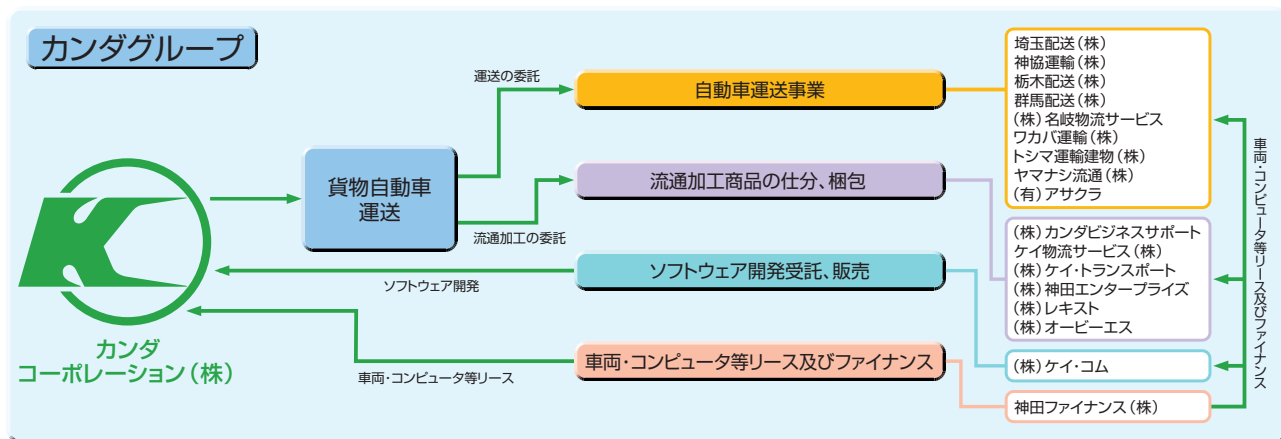 カンダグループ
運送の委託
自動車運送事業
埼玉配送(株)
神協運輸(株)
栃木配送(株)
群馬配送(株)
(株)名岐物流サービス
ワカバ運輸(株)
トシマ運輸建物(株)
ヤマナシ流通(株)
(有)アサクラ
貨物自動車
運送
流通加工商品の仕分、梱包
流通加工の委託
(株)カンダビジネスサポート
ケイ物流サービス(株)
(株)ケイ・トランスポート
(株)神田エンタープライズ
(株)レキスト
(株)オービーエス
ソフトウェア開発受託、販売
ソフトウェア開発
(株)ケイ・コム
カンダ
コーポレーション(株)
車両・コンピュータ等リース及びファイナンス
車両・コンピュータ等リース
神田ファイナンス(株)
車両・コンピュータ等リース及びファイナンス